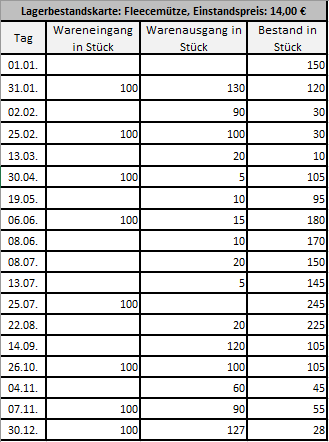 Lagerbestandskarte: Fleecemütze, Einstandspreis: 14,00 €
Tag Wareneingang in Stück Warenausgang in Stück Bestand in Stück
01.01. 150
31.01. 100 130 120
02.02. 90 30
25.02. 100 100 30
13.03. 20 10
30.04. 100 5 105
19.05. 10 95
06.06. 100 15 180
08.06. 10 170
08.07. 20 150
13.07. 5 145
25.07. 100 245
22.08. 20 225
14.09. 120 105
26.10. 100 100 105
04.11. 60 45
07.11. 100 90 55
30.12. 100 127 28